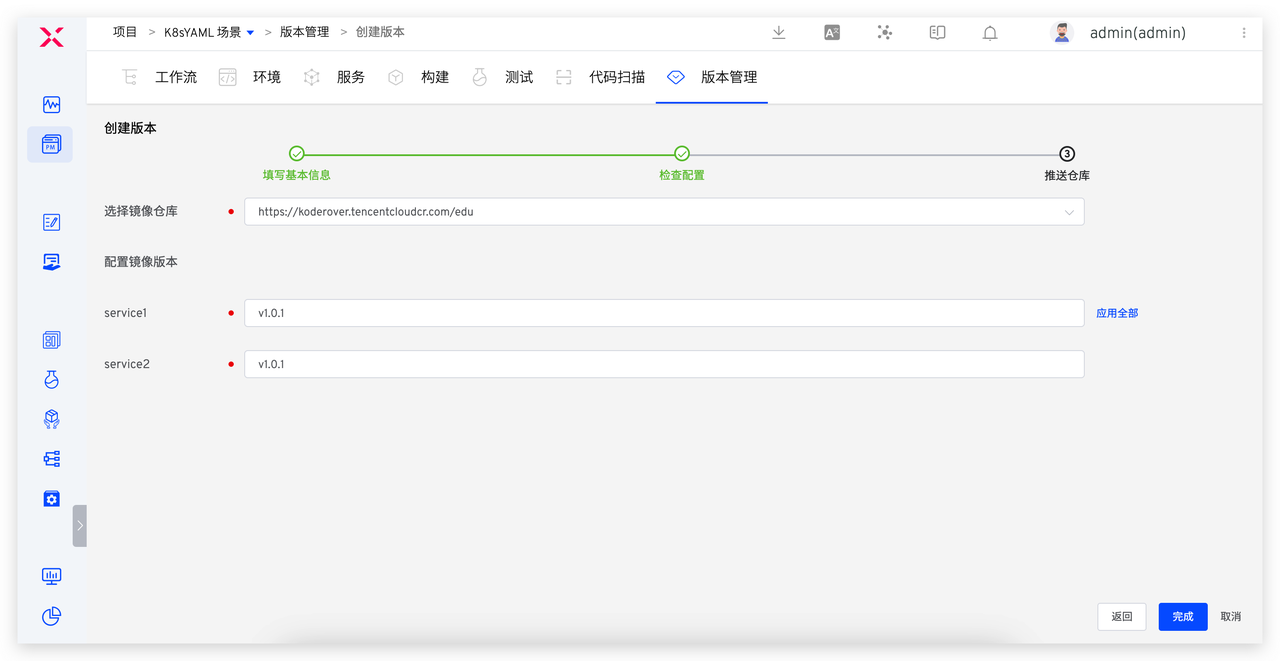 项目 > K8sYAML 场景 > 版本管理 > 创建版本
admin(admin)
工作流 环境 服务 构建 测试 代码扫描 版本管理
PM
创建版本
3
填写基本信息 检查配置 推送仓库
选择镜像仓库 https://koderover.tencentcloudcr.com/edu
配置镜像版本
service1 v1.0.1 应用全部
service2 v1.0.1
返回 完成 取消